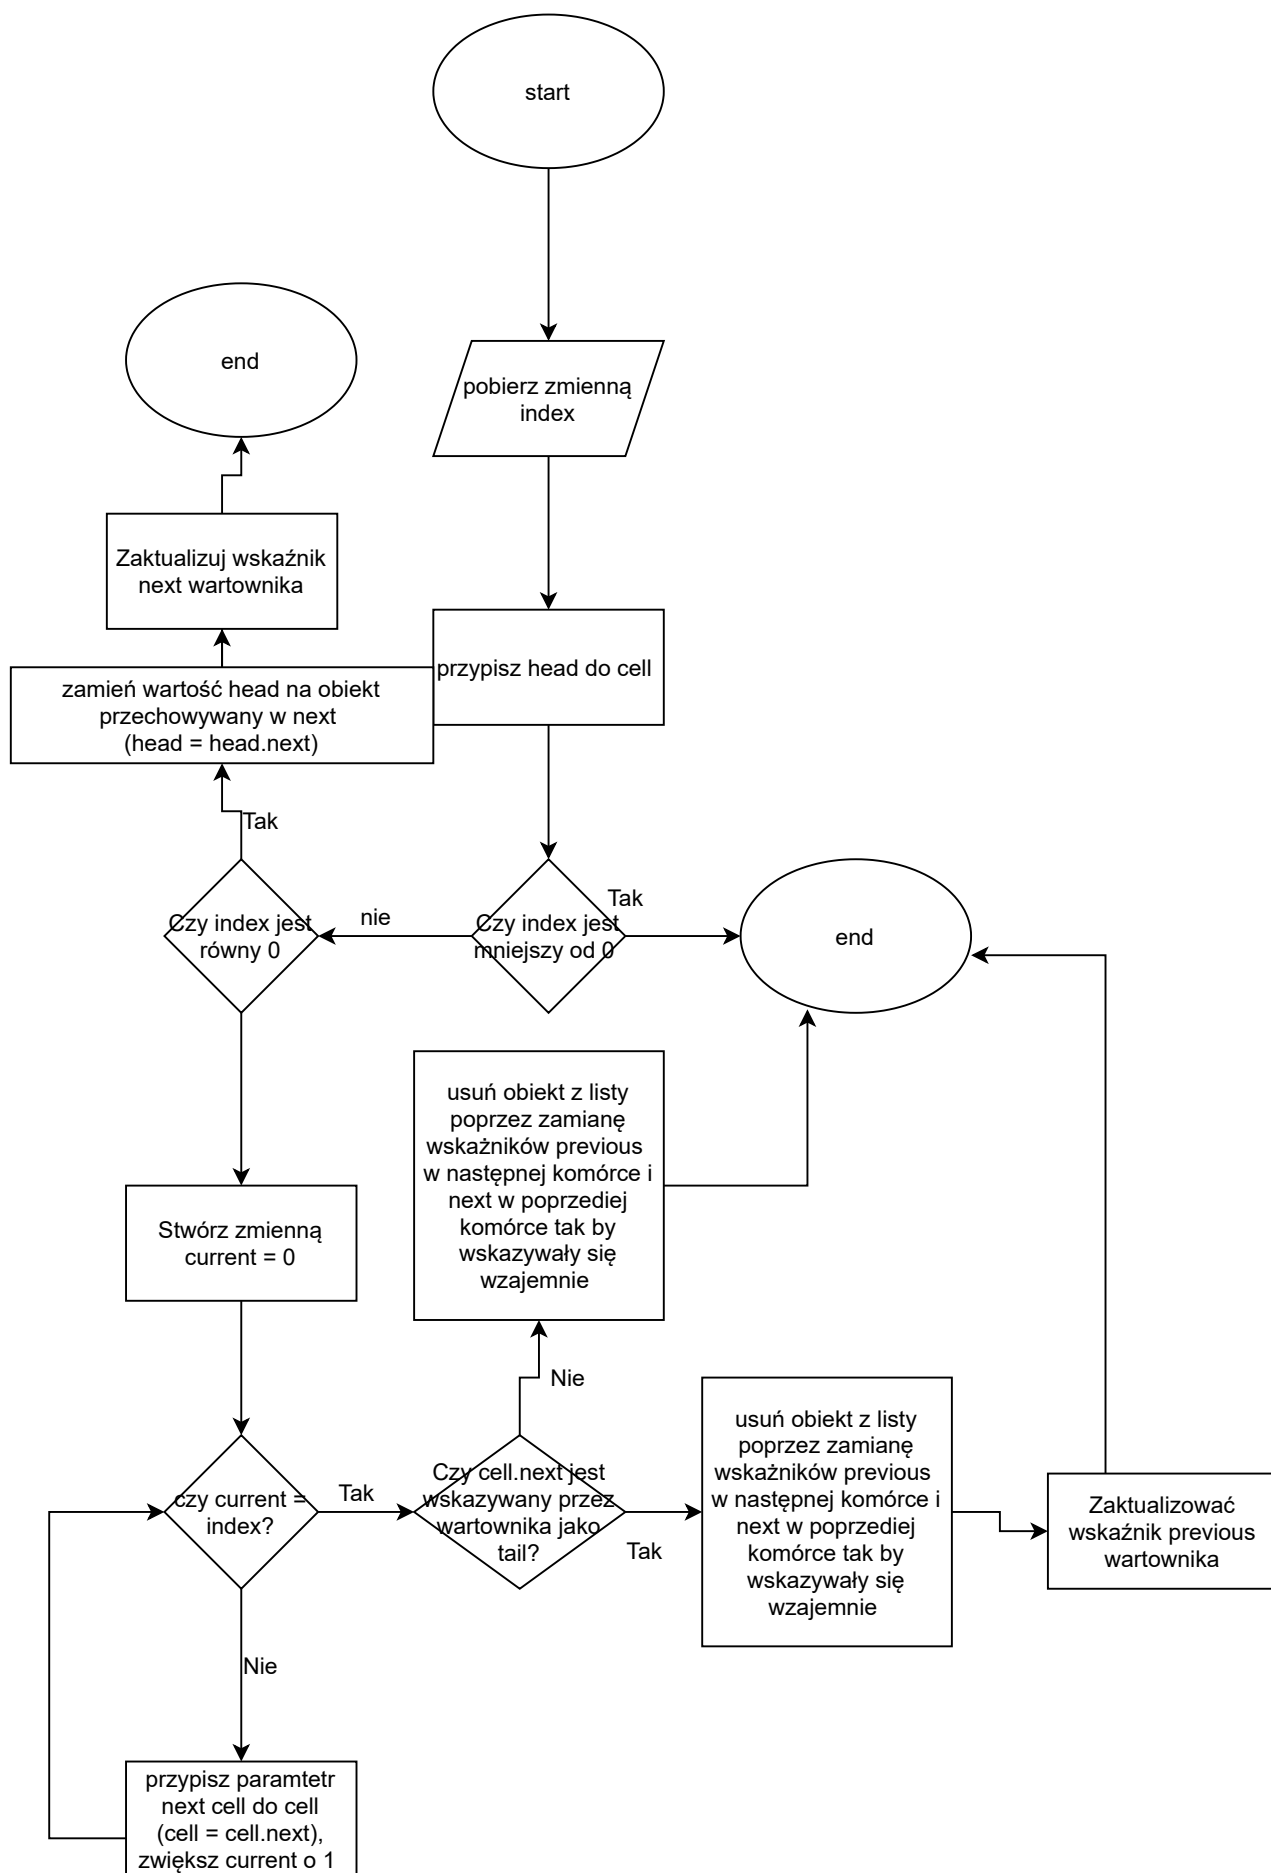 start
end
pobierz zmienną
index
Zaktualizuj wskaźnik
next wartownika
przypisz head do cell
zamień wartość head na obiekt
przechowywany w next
(head = head.next)
Tak
Czy index jest
równy 0
nie
Czy index jest
mniejszy od 0
Tak
end
usuń obiekt z listy
poprzez zamianę
wskażników previous
w następnej komórce i
next w poprzediej
komórce tak by
wskazywały się
wzajemnie
Stwórz zmienną
current = 0
Nie
czy current =
index?
Tak
Czy cell.next jest
wskazywany przez
wartownika jako
tail?
Tak
usuń obiekt z listy
poprzez zamianę
wskażników previous
w następnej komórce i
next w poprzediej
komórce tak by
wskazywały się
wzajemnie
Zaktualizować
wskaźnik previous
wartownika
Nie
przypisz paramtetr
next cell do cell
(cell = cell.next),
zwiększ current o 1